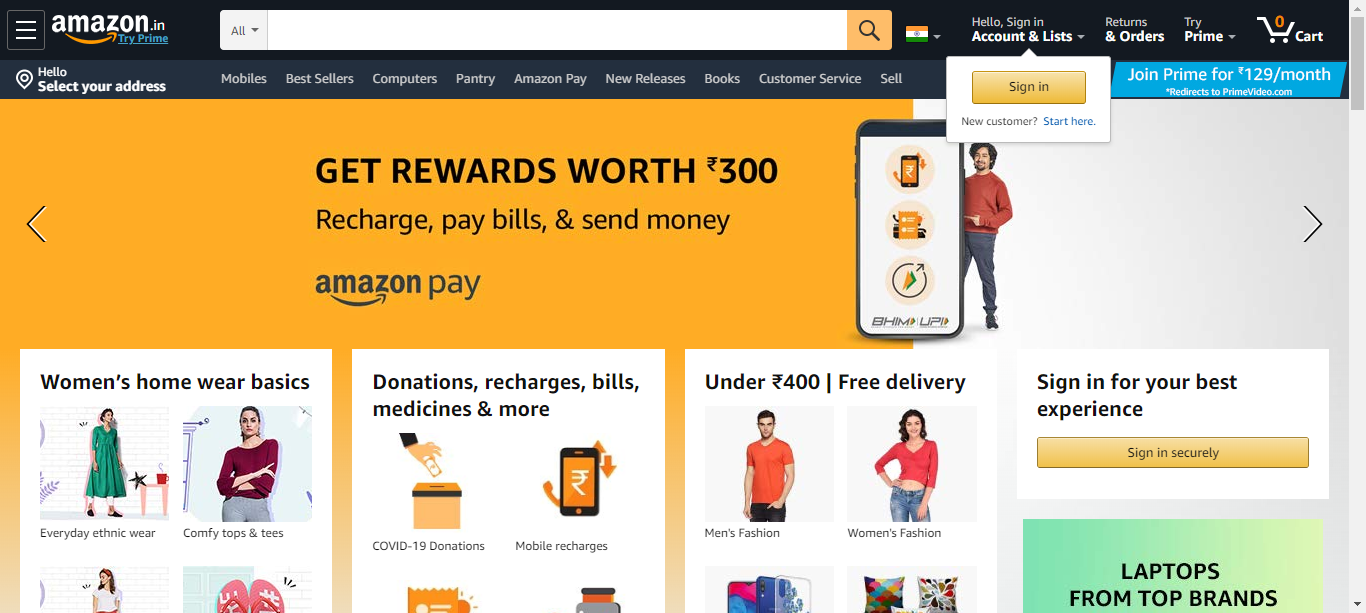 amazon.in
Try Prime
All
Hello, Sign in
Account & Lists
Returns
& Orders
Try
Prime
0
Cart
Hello
Select your address
Mobiles
Best Sellers
Computers
Pantry
Amazon Pay
New Releases
Books
Customer Service
Sell
Join Prime for ₹129/month
*Redirects to PrimeVideo.com
Sign in
New customer? Start here.
GET REWARDS WORTH ₹300
Recharge, pay bills, & send money
amazon pay
₹
BHIM UPI
Women's home wear basics
Everyday ethnic wear
Comfy tops & tees
Donations, recharges, bills,
medicines & more
₹
COVID-19 Donations
Mobile recharges
Under ₹400 | Free delivery
Men's Fashion
Women's Fashion
Sign in for your best
experience
Sign in securely
LAPTOPS
FROM TOP BRANDS